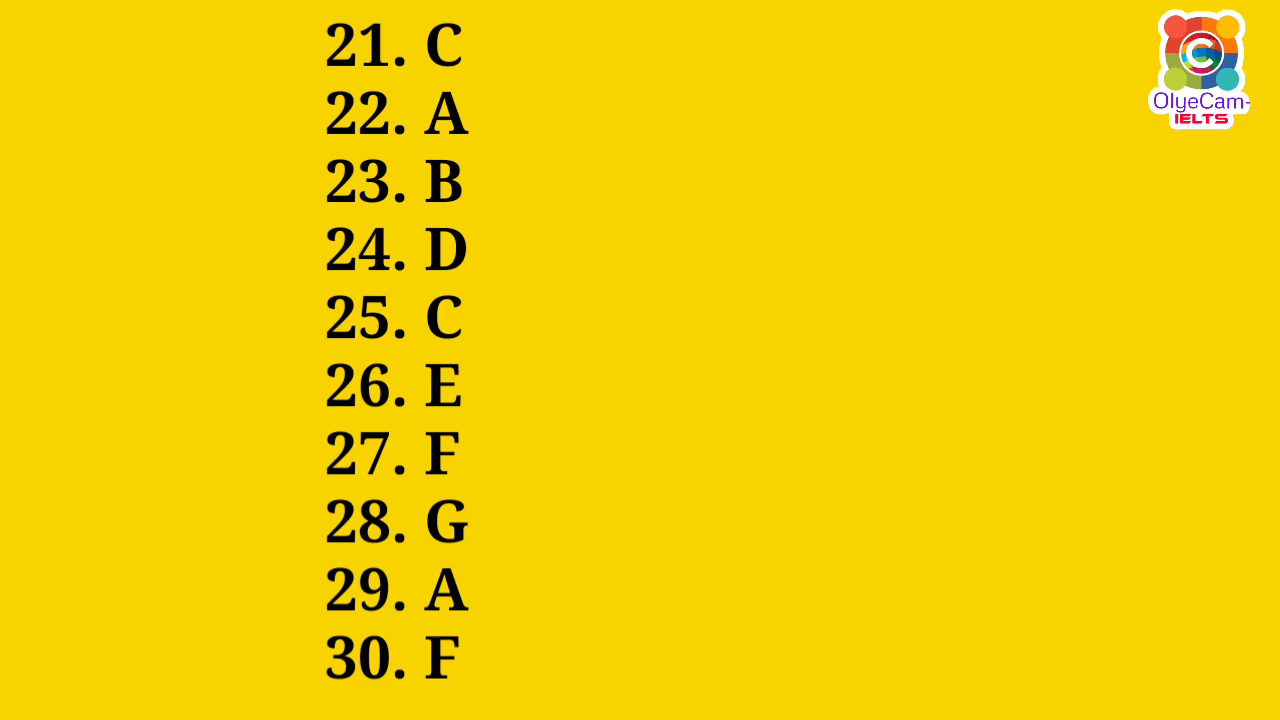 21. C
22. A
23. B
24. D
25. C
26. E
27. F
28. G
29. A
30. F
OlyeCam-
IELTS